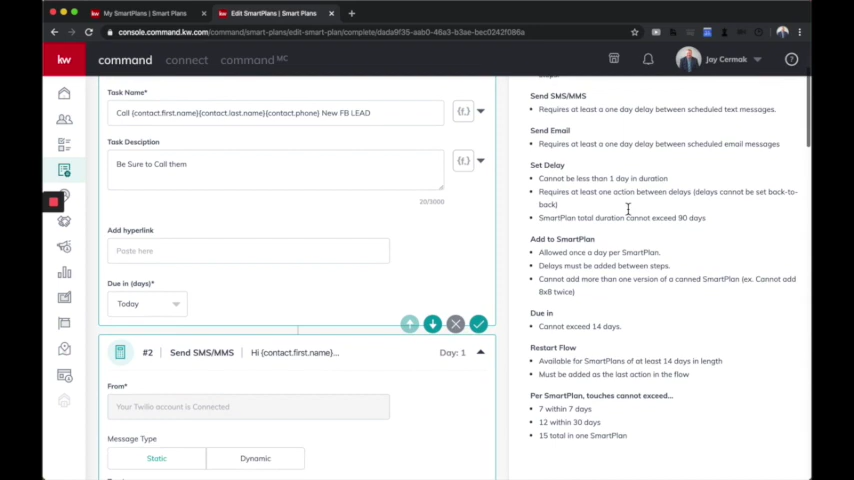 My SmartPlans | Smart Plans
Edit SmartPlans | Smart Plans
console.command.kw.com/command/smart-plans/edit-smart-plan/complete/dada9f35-aab0-46a3-b3ae-bec0242f086a
kw
command
connect
command MC
Jay Cermak
Task Name*
Call {contact.first.name}{contact.last.name}{contact.phone} New FB LEAD
{f.}
Task Desciption
Be Sure to Call them
{f.}
20/3000
Add hyperlink
Paste here
Due in (days)*
Today
#2
Send SMS/MMS
Hi {contact.first.name}...
Day: 1
From*
Your Twilio account is Connected
Message Type
Static
Dynamic
Send SMS/MMS
Requires at least a one day delay between scheduled text messages.
Send Email
Requires at least a one day delay between scheduled email messages
Set Delay
Cannot be less than 1 day in duration
Requires at least one action between delays (delays cannot be set back-to-
back)
SmartPlan total duration cannot exceed 90 days
Add to SmartPlan
Allowed once a day per SmartPlan.
Delays must be added between steps.
Cannot add more than one version of a canned SmartPlan (ex. Cannot add
8x8 twice)
Due in
Cannot exceed 14 days.
Restart Flow
Available for SmartPlans of at least 14 days in length
Must be added as the last action in the flow
Per SmartPlan, touches cannot exceed...
7 within 7 days
12 within 30 days
15 total in one SmartPlan